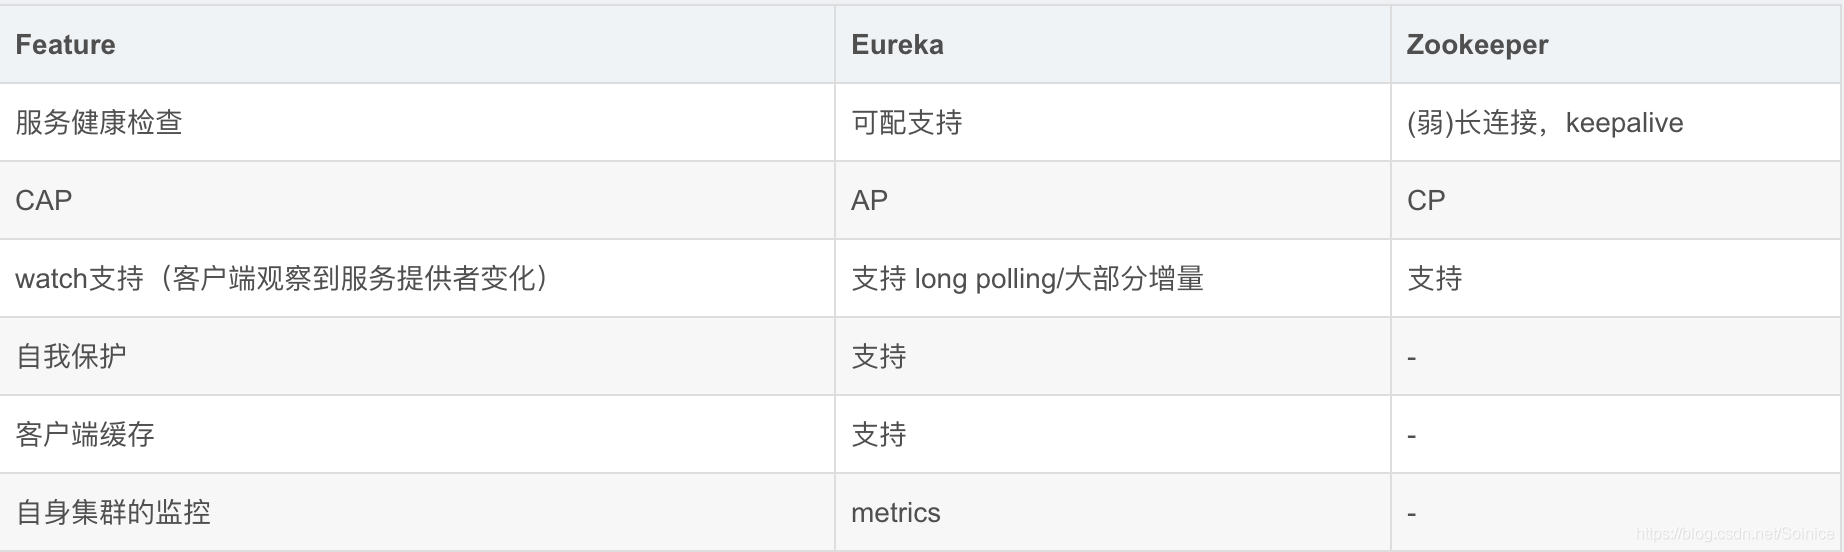 Feature Eureka Zookeeper
服务健康检查 可配支持 (弱)长连接，keepalive
CAP AP CP
watch支持（客户端观察到服务提供者变化） 支持 long polling/大部分增量 支持
自我保护 支持 -
客户端缓存 支持 -
自身集群的监控 metrics -
https://blog.csdn.net/Solnice